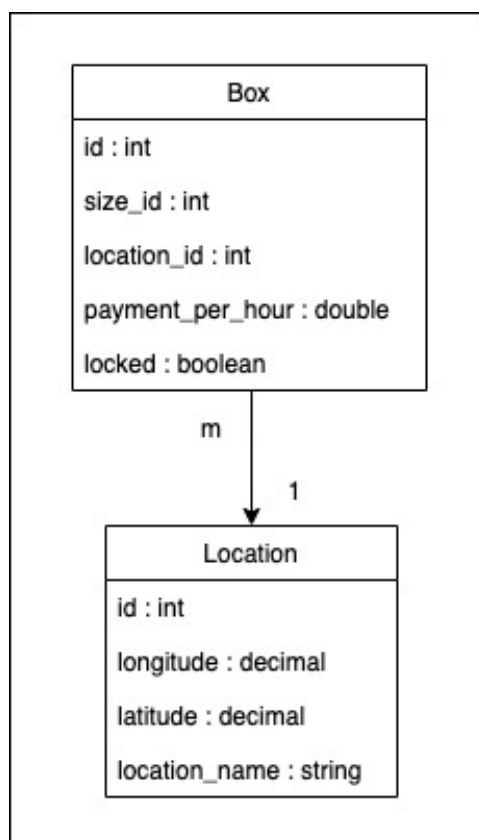 Box
id : int
size_id : int
location_id : int
payment_per_hour : double
locked : boolean
m
1
Location
id : int
longitude : decimal
latitude : decimal
location_name : string